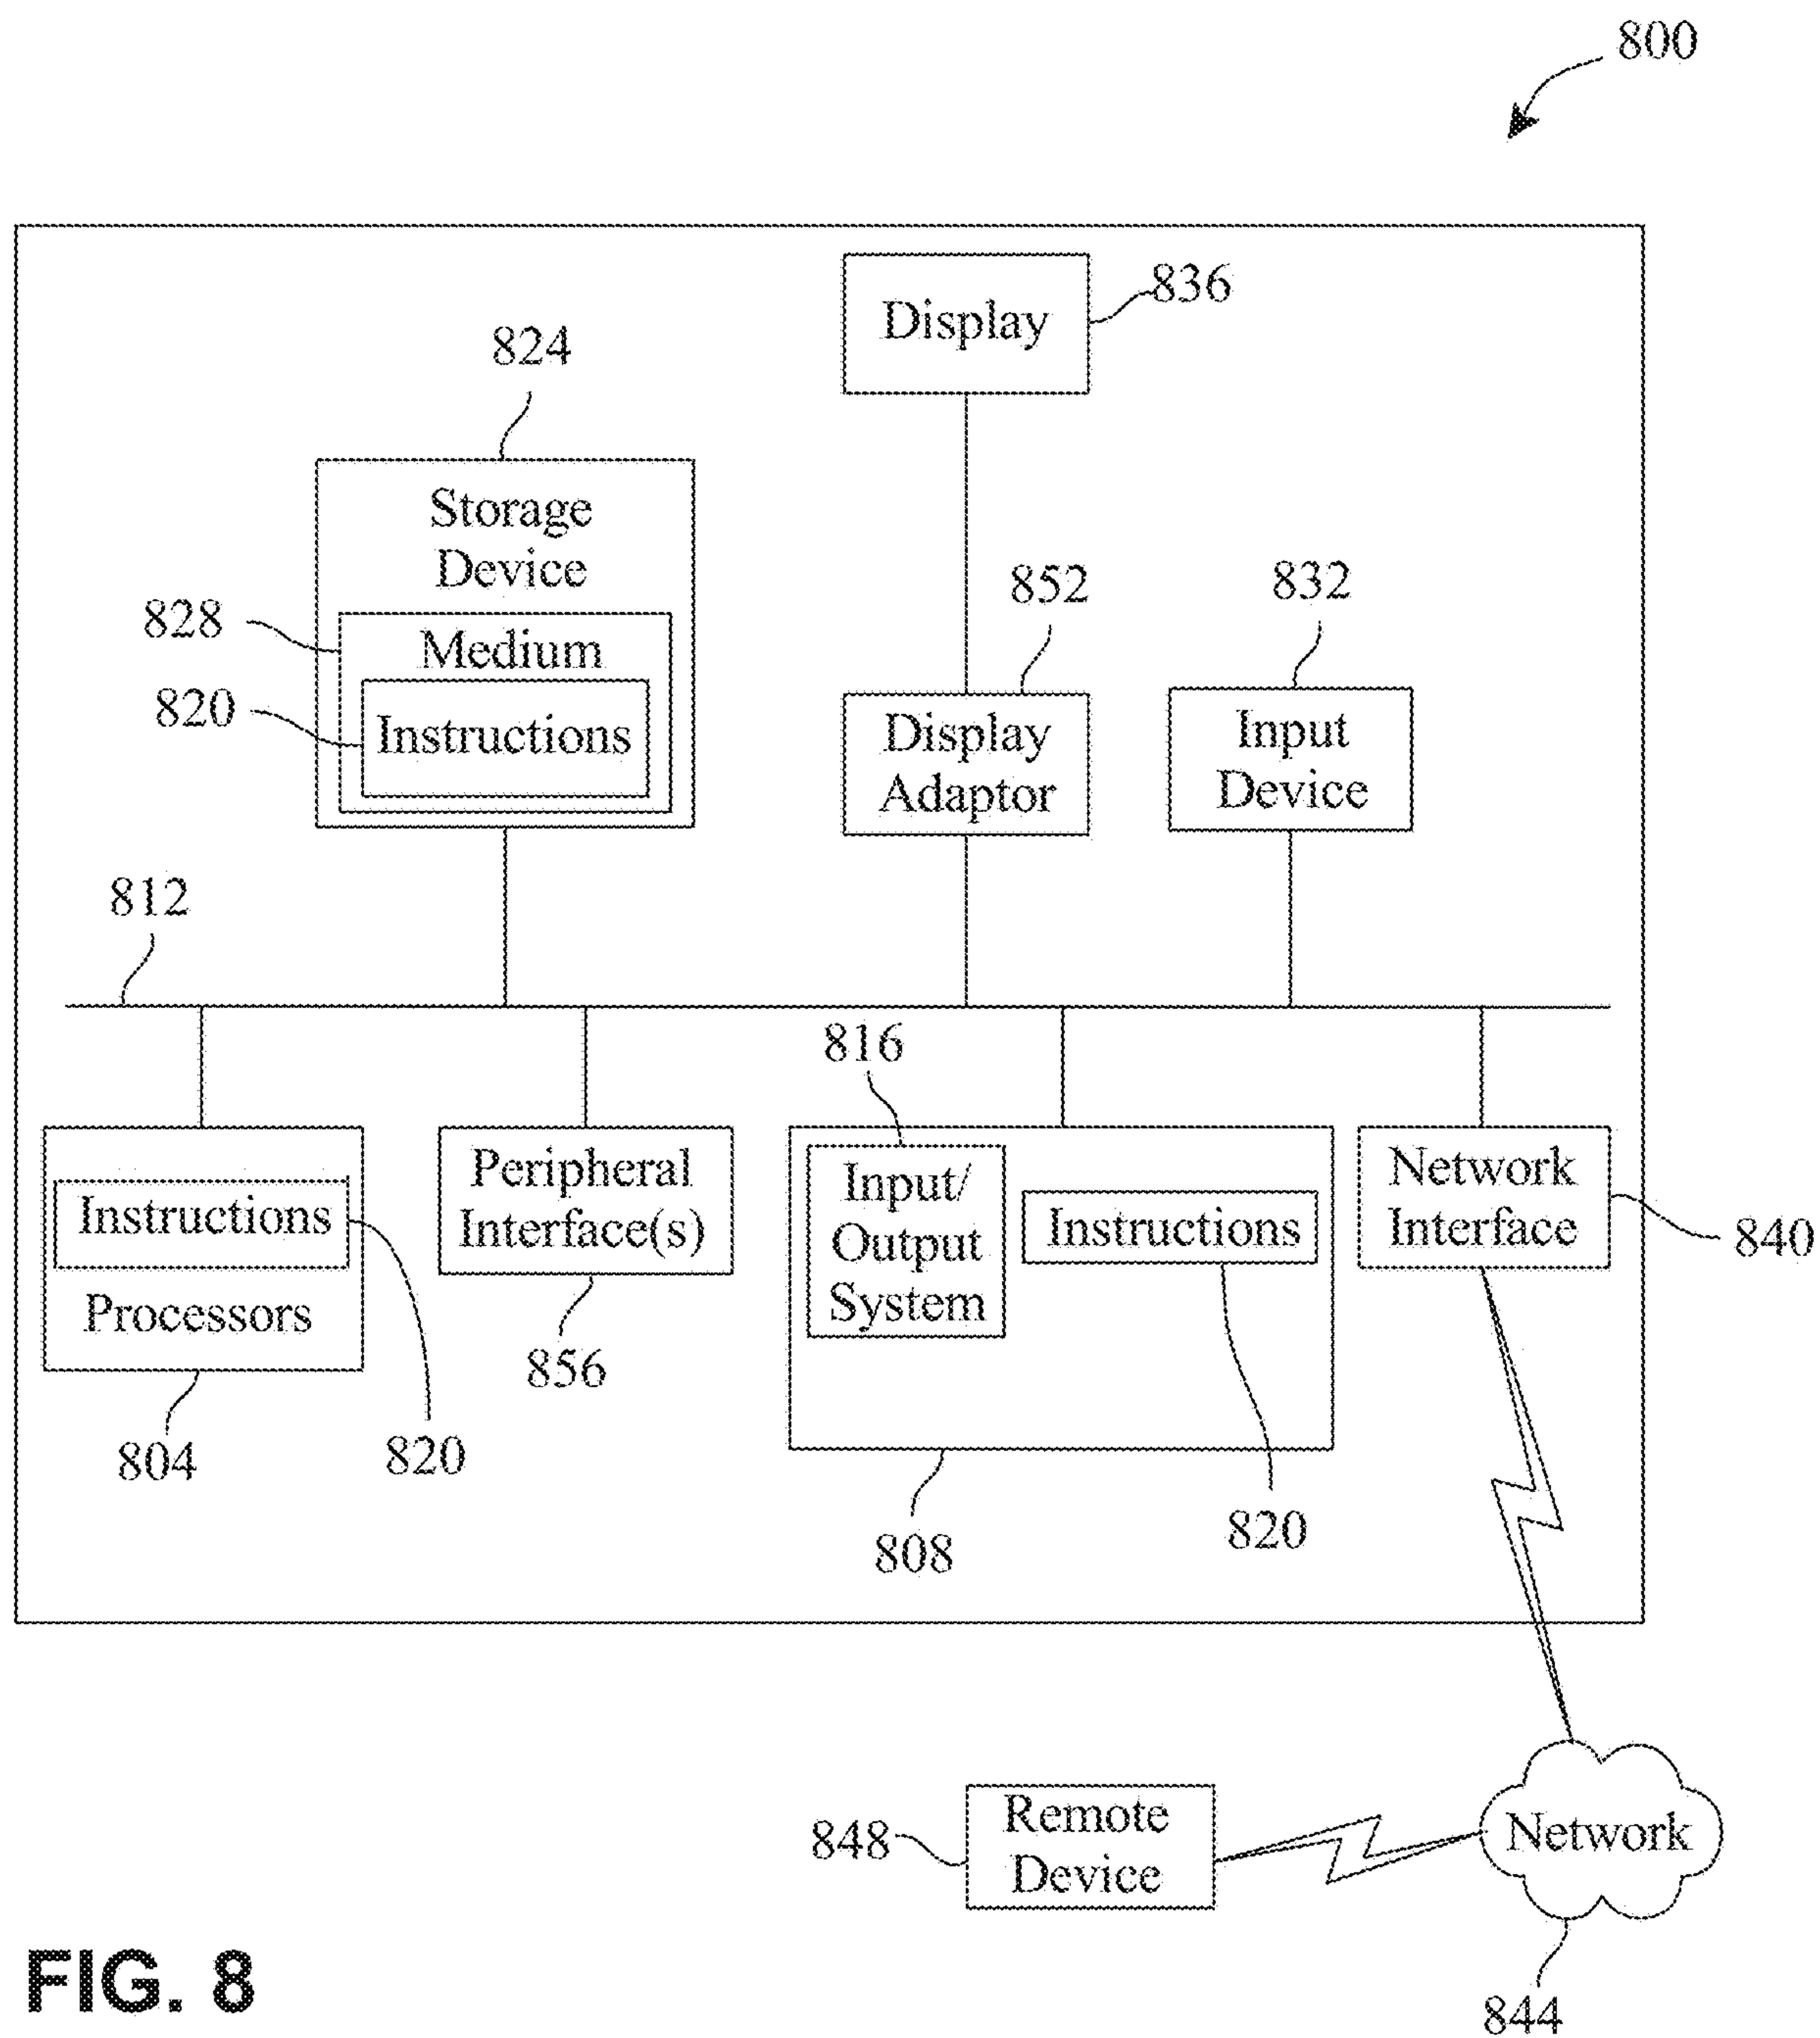 800
Display
836
824
Storage
Device
828
Medium
820
Instructions
852
Display
Adaptor
832
Input
Device
812
816
Instructions
Processors
804
820
Peripheral
Interface(s)
856
Input/
Output
System
Instructions
808
820
Network
Interface
840
848
Remote
Device
Network
844
FIG. 8